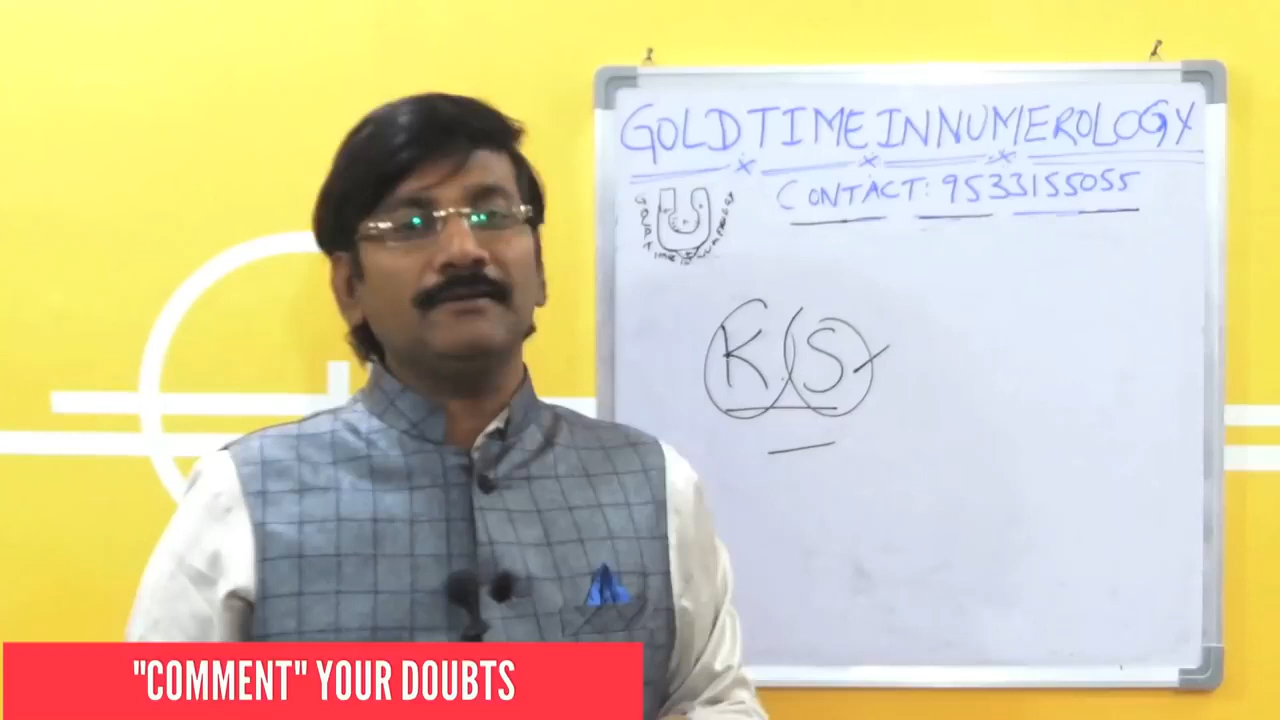 GOLDTIMEINNUMEROLOGY
CONTACT: 9533155055
K S
"COMMENT" YOUR DOUBTS